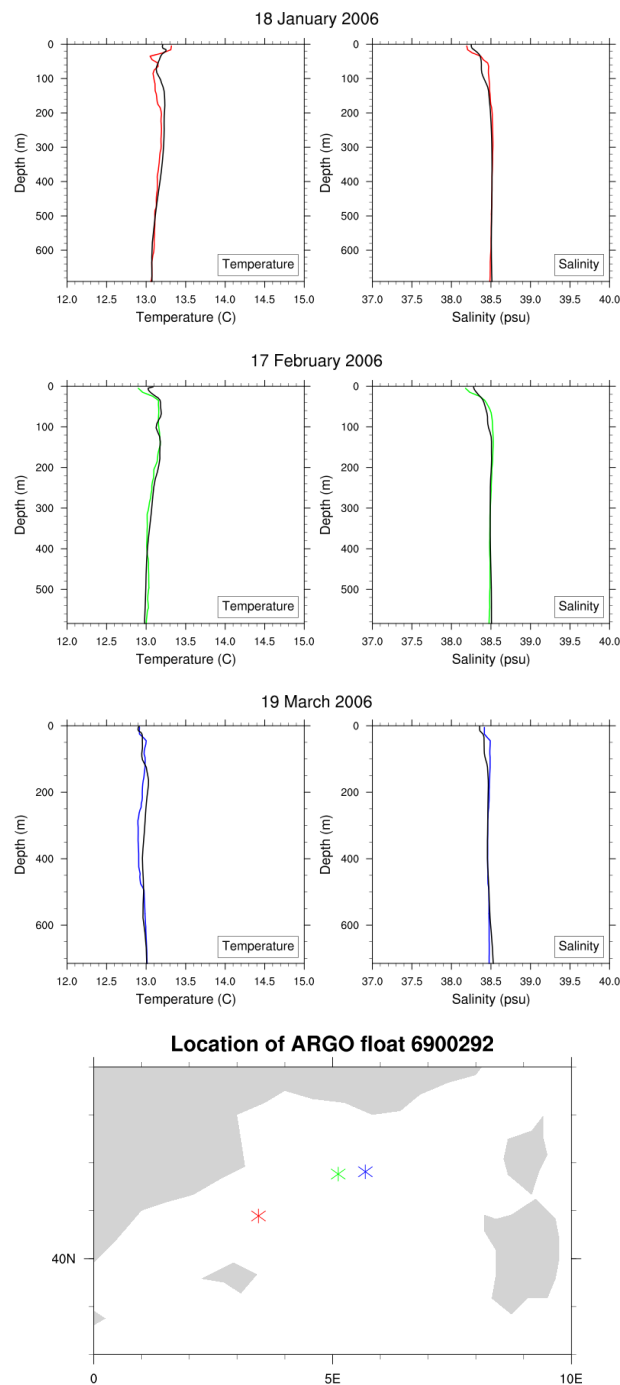 18 January 2006
0
100
200
300
400
500
600
Depth (m)
Temperature
12.0 12.5 13.0 13.5 14.0 14.5 15.0
Temperature (C)
0
100
200
300
400
500
600
Depth (m)
Salinity
37.0 37.5 38.0 38.5 39.0 39.5 40.0
Salinity (psu)
17 February 2006
0
100
200
300
400
500
Depth (m)
Temperature
12.0 12.5 13.0 13.5 14.0 14.5 15.0
Temperature (C)
0
100
200
300
400
500
Depth (m)
Salinity
37.0 37.5 38.0 38.5 39.0 39.5 40.0
Salinity (psu)
19 March 2006
0
200
400
600
Depth (m)
Temperature
12.0 12.5 13.0 13.5 14.0 14.5 15.0
Temperature (C)
0
200
400
600
Depth (m)
Salinity
37.0 37.5 38.0 38.5 39.0 39.5 40.0
Salinity (psu)
Location of ARGO float 6900292
40N
0 5E 10E